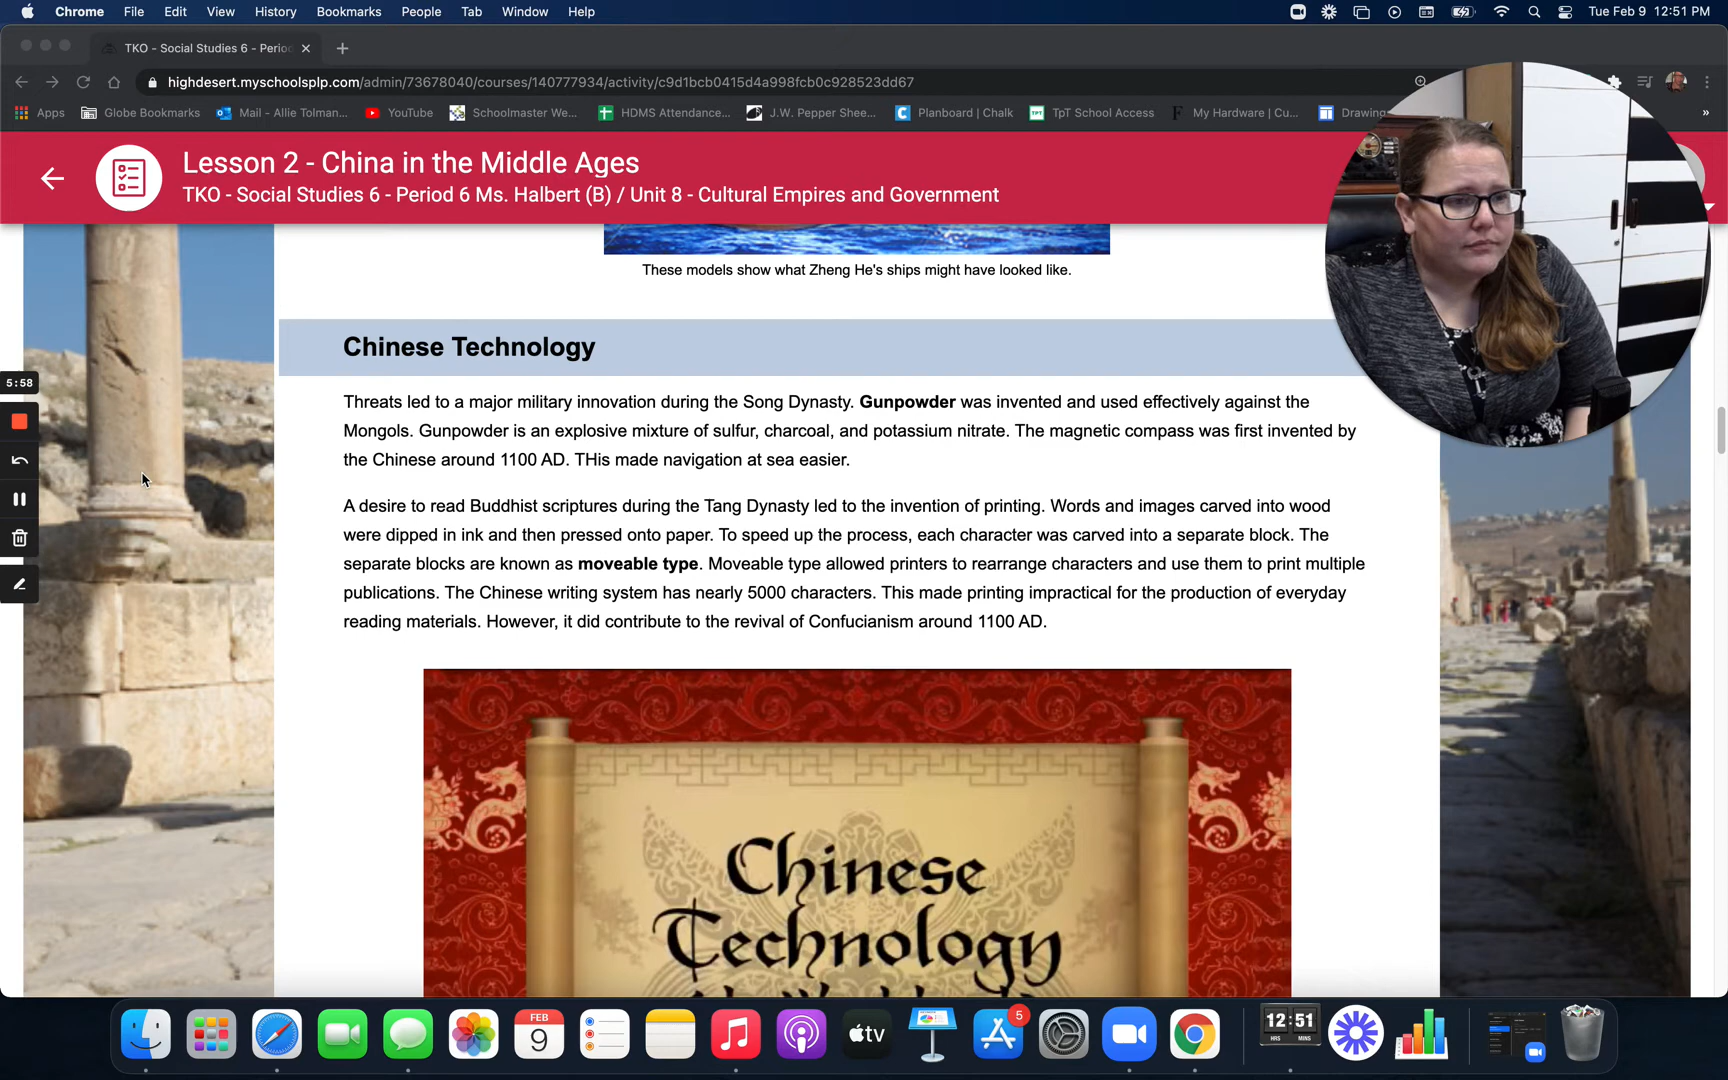 Chrome File Edit View History Bookmarks People Tab Window Help Tue Feb 9 12:51 PM
TKO - Social Studies 6 - Perio
highdesert.myschoolsplp.com/admin/73678040/courses/140777934/activity/c9d1bcb0415d4a998fcb0c928523dd67
Apps Globe Bookmarks Mail - Allie Tolman... YouTube Schoolmaster We... HDMS Attendance... J.W. Pepper Shee... Planboard | Chalk TpT School Access My Hardware | Cu... Drawing
Lesson 2 - China in the Middle Ages
TKO - Social Studies 6 - Period 6 Ms. Halbert (B) / Unit 8 - Cultural Empires and Government
These models show what Zheng He's ships might have looked like.
Chinese Technology
5:58
Threats led to a major military innovation during the Song Dynasty. Gunpowder was invented and used effectively against the
Mongols. Gunpowder is an explosive mixture of sulfur, charcoal, and potassium nitrate. The magnetic compass was first invented by
the Chinese around 1100 AD. THis made navigation at sea easier.
A desire to read Buddhist scriptures during the Tang Dynasty led to the invention of printing. Words and images carved into wood
were dipped in ink and then pressed onto paper. To speed up the process, each character was carved into a separate block. The
separate blocks are known as moveable type. Moveable type allowed printers to rearrange characters and use them to print multiple
publications. The Chinese writing system has nearly 5000 characters. This made printing impractical for the production of everyday
reading materials. However, it did contribute to the revival of Confucianism around 1100 AD.
Chinese
Technology
FEB
9
tv
5
12:51
HRS MINS